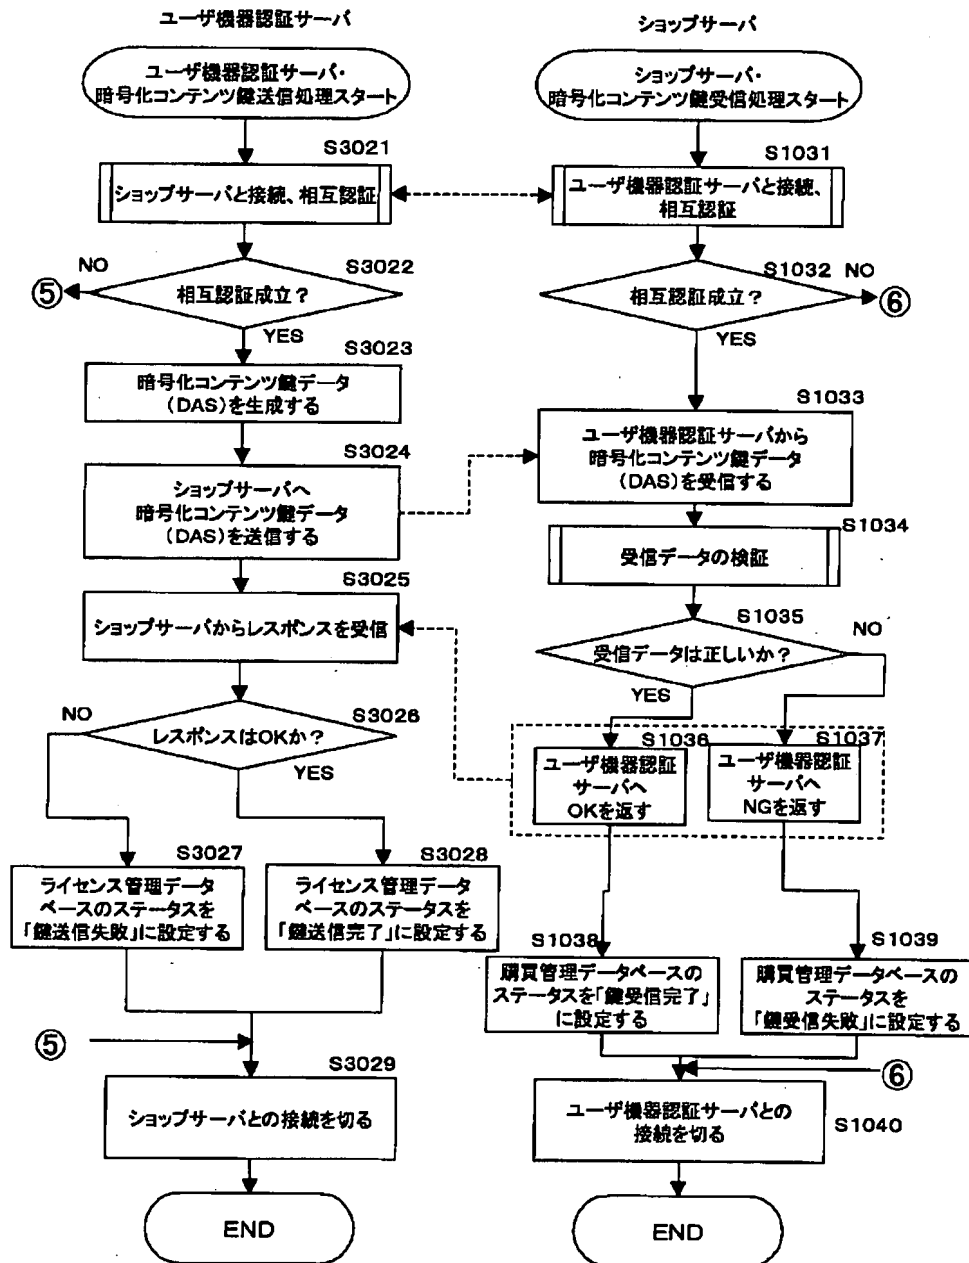 ユーザ機器認証サーバ
ユーザ機器認証サーバ・
暗号化コンテンツ鍵送信処理スタート
S3021
ショップサーバと接続、相互認証
NO
S3022
⑤
相互認証成立？
YES
S3023
暗号化コンテンツ鍵データ
(DAS)を生成する
S3024
ショップサーバへ
暗号化コンテンツ鍵データ
(DAS)を送信する
S3025
ショップサーバからレスポンスを受信
NO
S3026
レスポンスはOKか？
YES
S3027
ライセンス管理データ
ベースのステータスを
「鍵送信失敗」に設定する
S3028
ライセンス管理データ
ベースのステータスを
「鍵送信完了」に設定する
⑤
S3029
ショップサーバとの接続を切る
END
ショップサーバ
ショップサーバ・
暗号化コンテンツ鍵受信処理スタート
S1031
ユーザ機器認証サーバと接続、
相互認証
S1032
NO
相互認証成立？
⑥
YES
S1033
ユーザ機器認証サーバから
暗号化コンテンツ鍵データ
(DAS)を受信する
S1034
受信データの検証
S1035
NO
受信データは正しいか？
YES
S1036
ユーザ機器認証
サーバへ
OKを返す
S1037
ユーザ機器認証
サーバへ
NGを返す
S1038
購買管理データベースの
ステータスを「鍵受信完了」
に設定する
S1039
購買管理データベースの
ステータスを
「鍵受信失敗」に設定する
⑥
ユーザ機器認証サーバとの
接続を切る
S1040
END